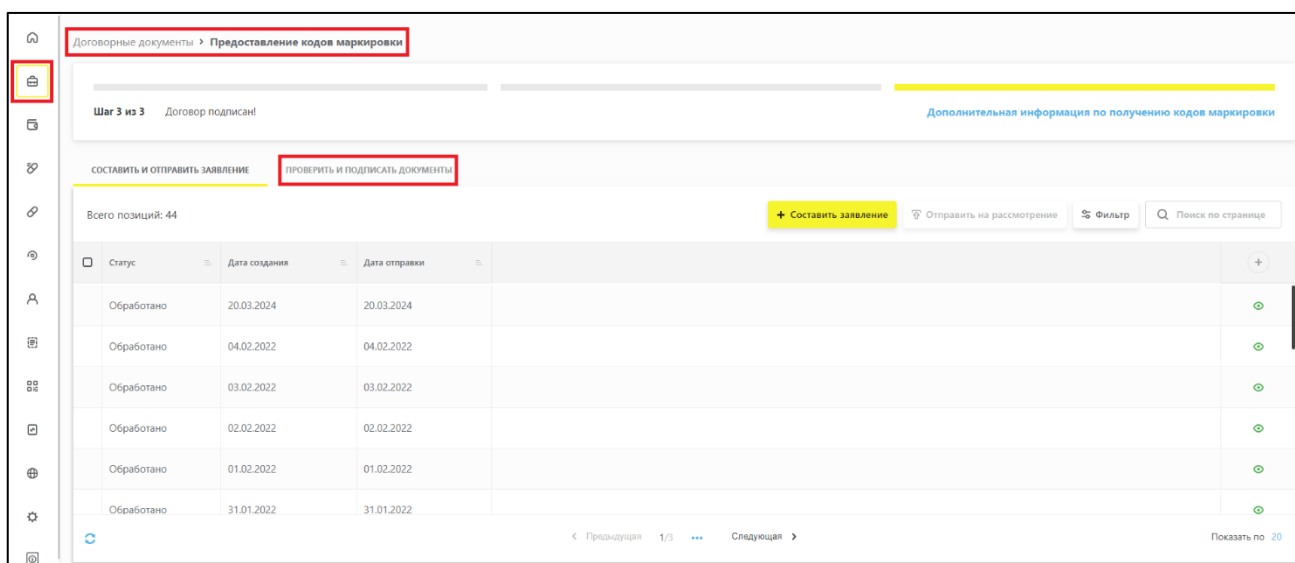 Договорные документы > Предоставление кодов маркировки
Шаг 3 из 3 Договор подписан! Дополнительная информация по получению кодов маркировки
СОСТАВИТЬ И ОТПРАВИТЬ ЗАЯВЛЕНИЕ ПРОВЕРИТЬ И ПОДПИСАТЬ ДОКУМЕНТЫ
Всего позиций: 44 + Составить заявление Отправить на рассмотрение Фильтр Поиск по странице
Статус Дата создания Дата отправки
Обработано 20.03.2024 20.03.2024
Обработано 04.02.2022 04.02.2022
Обработано 03.02.2022 03.02.2022
Обработано 02.02.2022 02.02.2022
Обработано 01.02.2022 01.02.2022
Обработано 31.01.2022 31.01.2022
< Предыдущая 1/3 ••• Следующая > Показать по 20